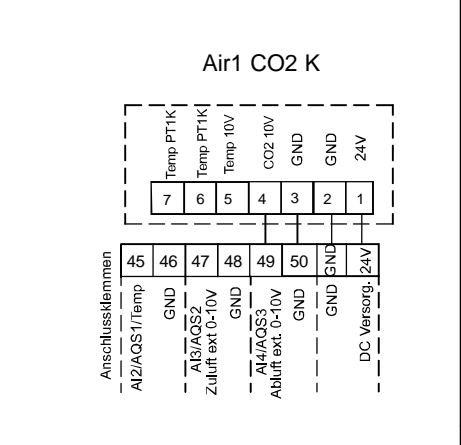 Air1 CO2 K
Temp PT1K
Temp PT1K
Temp 10V
CO2 10V
GND
GND
24V
7 6 5 4 3 2 1
Anschlussklemmen
45 46 47 48 49 50 GND 24V
AI2/AQS1/Temp
GND
AI3/AQS2
Zuluft ext 0-10V
GND
AI4/AQS3
Abluft ext. 0-10V
GND
GND
DC Versorg.